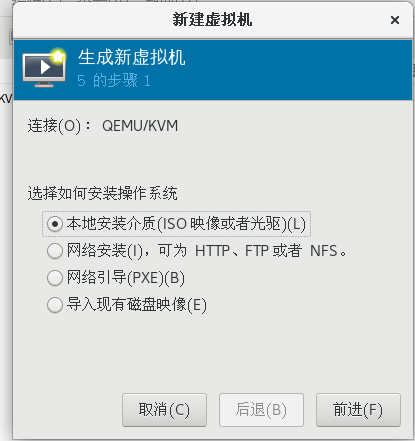 新建虚拟机
生成新虚拟机
5 的步骤 1
KV
连接(O)： QEMU/KVM
选择如何安装操作系统
本地安装介质(ISO 映像或者光驱)(L)
网络安装(I)，可为 HTTP、FTP 或者 NFS。
网络引导(PXE)(B)
导入现有磁盘映像(E)
取消(C) 后退(B) 前进(F)